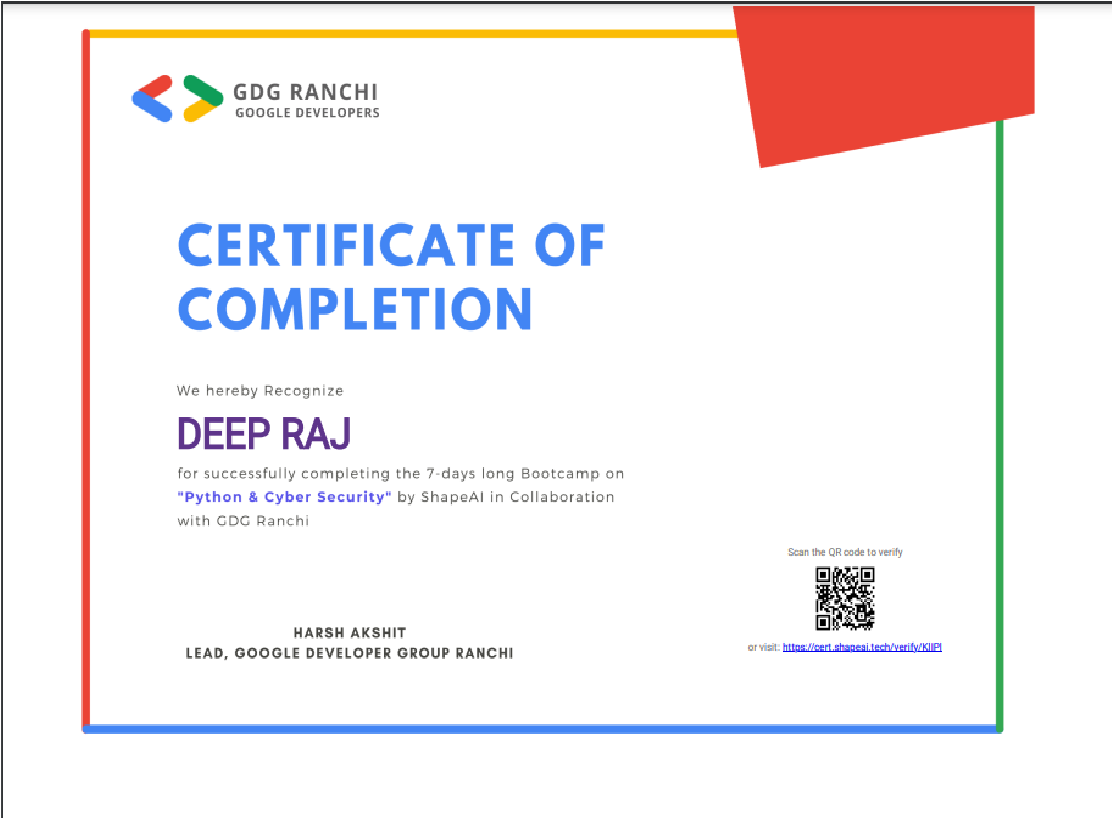 GDG RANCHI
GOOGLE DEVELOPERS
CERTIFICATE OF
COMPLETION
We hereby Recognize
DEEP RAJ
for successfully completing the 7-days long Bootcamp on
"Python & Cyber Security" by ShapeAI in Collaboration
with GDG Ranchi
Scan the QR code to verify
or visit: https://cert.shapeai.tech/verify/KIIPI
HARSH AKSHIT
LEAD, GOOGLE DEVELOPER GROUP RANCHI